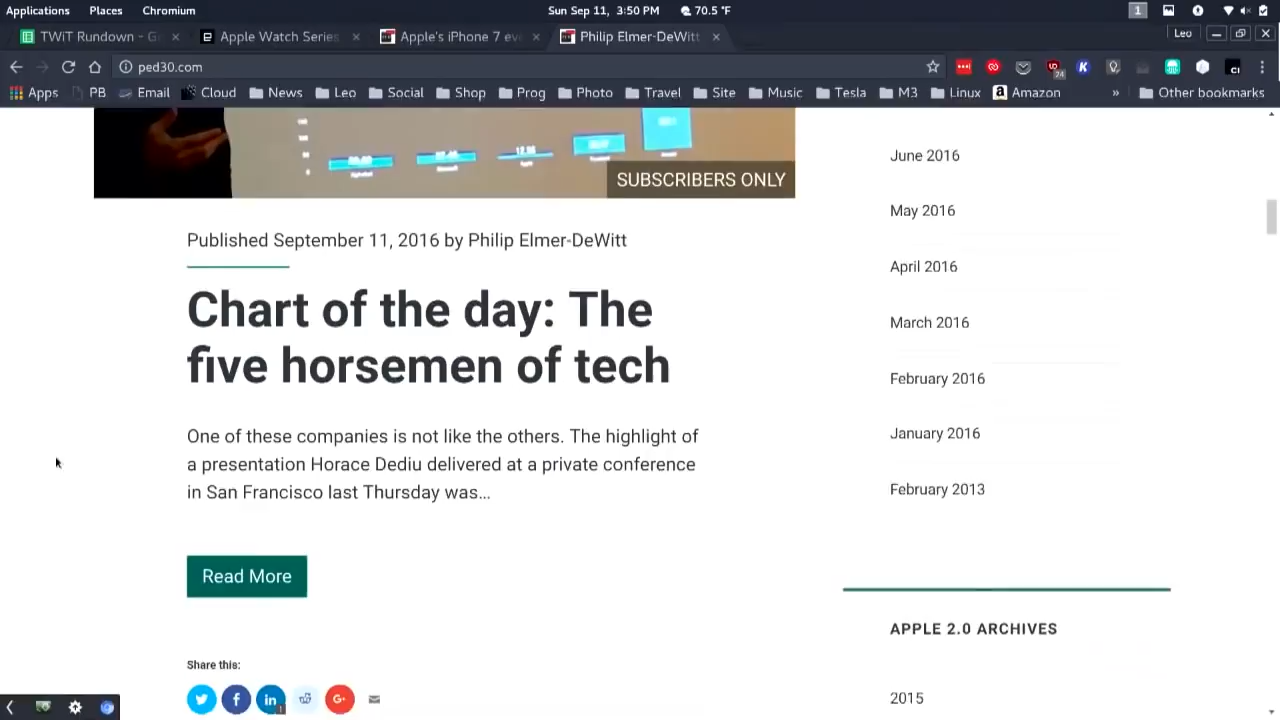 Applications Places Chromium Sun Sep 11, 3:50 PM 70.5 °F 1
TWiT Rundown - G Apple Watch Series Apple's iPhone 7 ev Philip Elmer-DeWitt Leo
ped30.com 24 K CI
Apps PB Email Cloud News Leo Social Shop Prog Photo Travel Site Music Tesla M3 Linux Amazon » Other bookmarks
SUBSCRIBERS ONLY
Published September 11, 2016 by Philip Elmer-DeWitt
Chart of the day: The
five horsemen of tech
One of these companies is not like the others. The highlight of
a presentation Horace Dediu delivered at a private conference
in San Francisco last Thursday was...
Read More
Share this:
June 2016
May 2016
April 2016
March 2016
February 2016
January 2016
February 2013
APPLE 2.0 ARCHIVES
2015